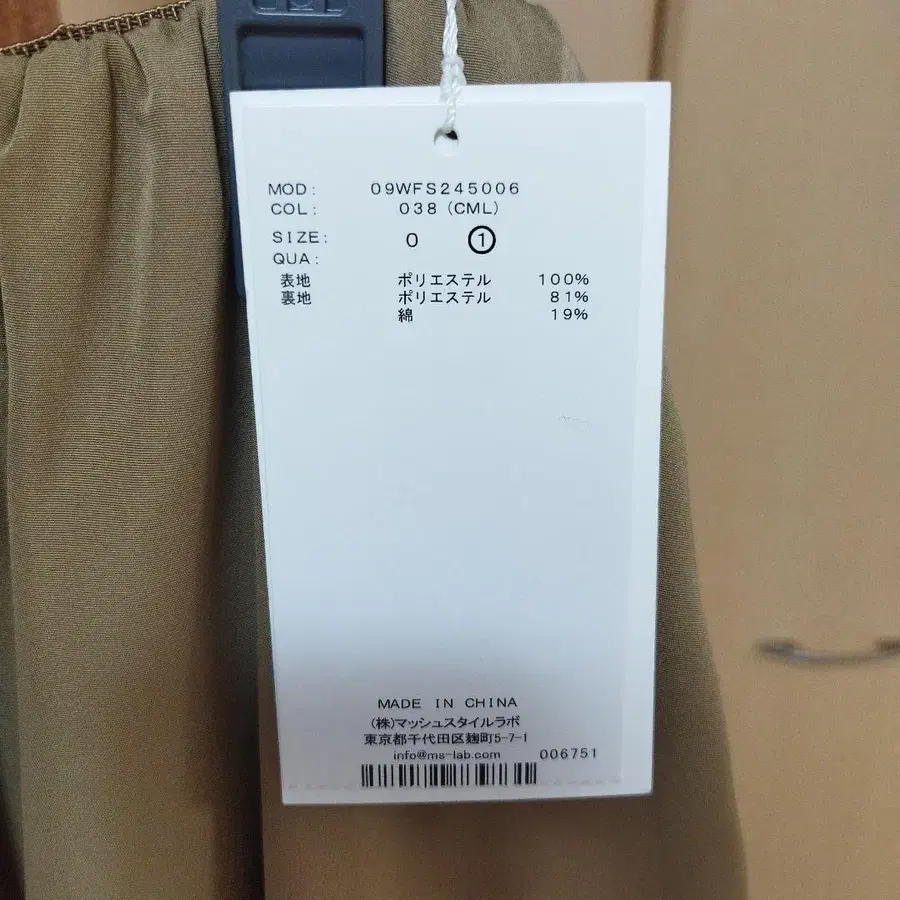 MOD: 09WFS245006
COL: 038 (CML)
SIZE: 0 ①
QUA:
表地 ポリエステル 100%
裏地 ポリエステル 81%
綿 19%
MADE IN CHINA
(株)マッシュスタイルラボ
東京都千代田区麹町5-7-1
info@ms-lab.com 006751